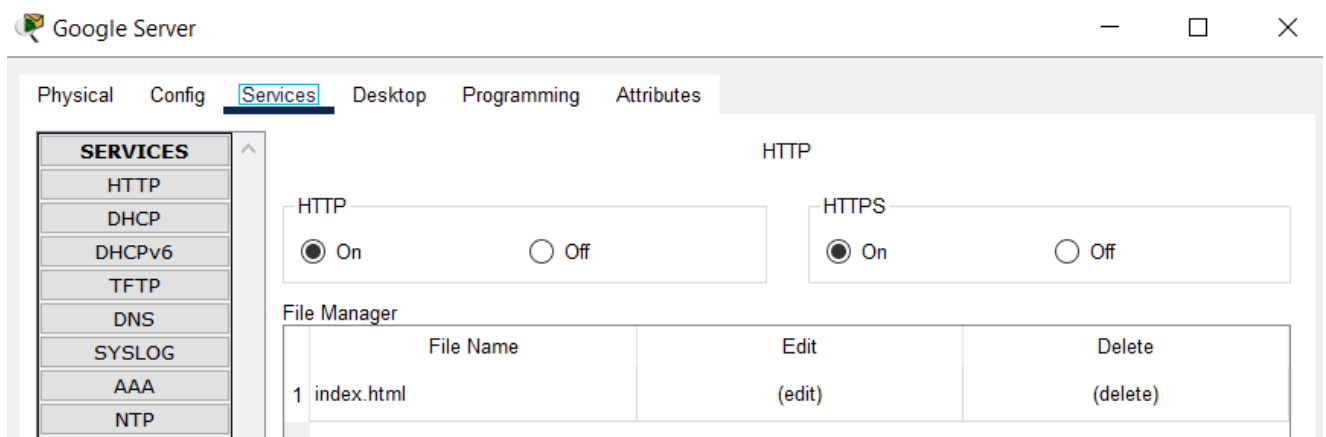 Google Server
Physical Config Services Desktop Programming Attributes
SERVICES
HTTP
DHCP
DHCPv6
TFTP
DNS
SYSLOG
AAA
NTP
HTTP
HTTP
On Off
HTTPS
On Off
File Manager
File Name Edit Delete
1 index.html (edit) (delete)